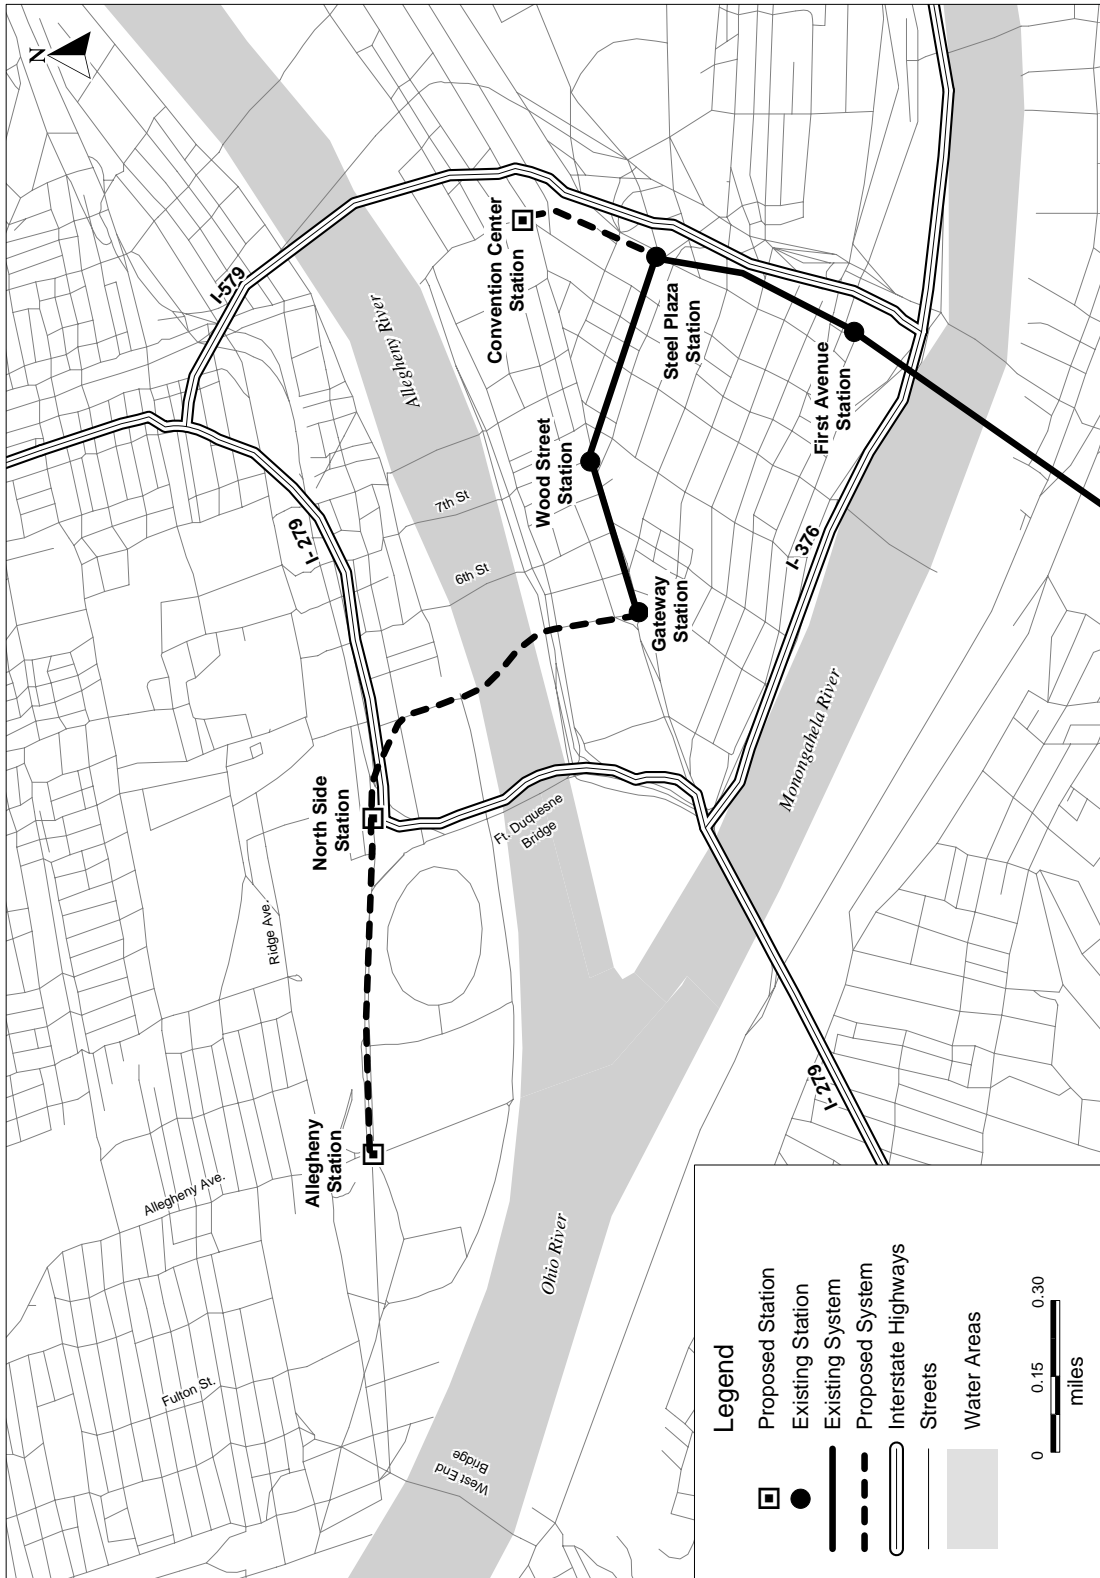 N
I-579
Allegheny River
Convention Center
Station
Steel Plaza
Station
First Avenue
Station
Wood Street
Station
Gateway
Station
7th St
6th St
I- 279
I- 376
Monongahela River
North Side
Station
Ft. Duquesne
Bridge
Ridge Ave.
Allegheny
Station
Allegheny Ave.
I- 279
Ohio River
Fulton St.
West End
Bridge
Legend
Proposed Station
Existing Station
Existing System
Proposed System
Interstate Highways
Streets
Water Areas
0 0.15 0.30
miles